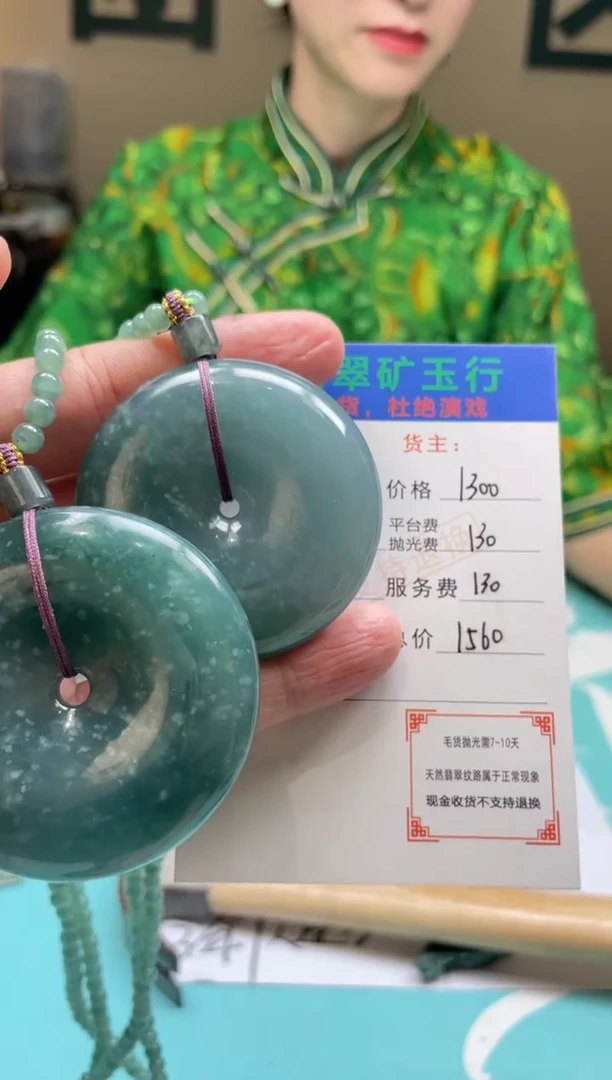 翠矿玉行
货，杜绝演戏
货主：
价格 1300
平台费
抛光费 130
服务费 130
总价 1560
毛货抛光需7-10天
天然翡翠纹路属于正常现象
现金收货不支持退换